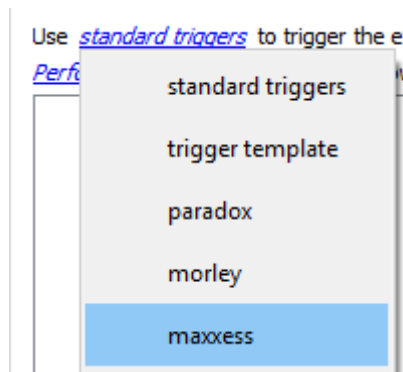 Use standard triggers to trigger the e
Perfo
standard triggers
trigger template
paradox
morley
maxxess